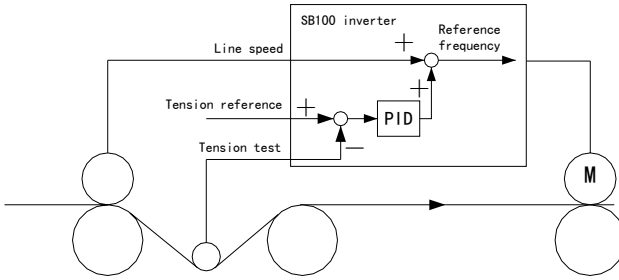 SB100 inverter
Reference
frequency
Line speed
+
+
Tension reference
+
PID
Tension test
—
M